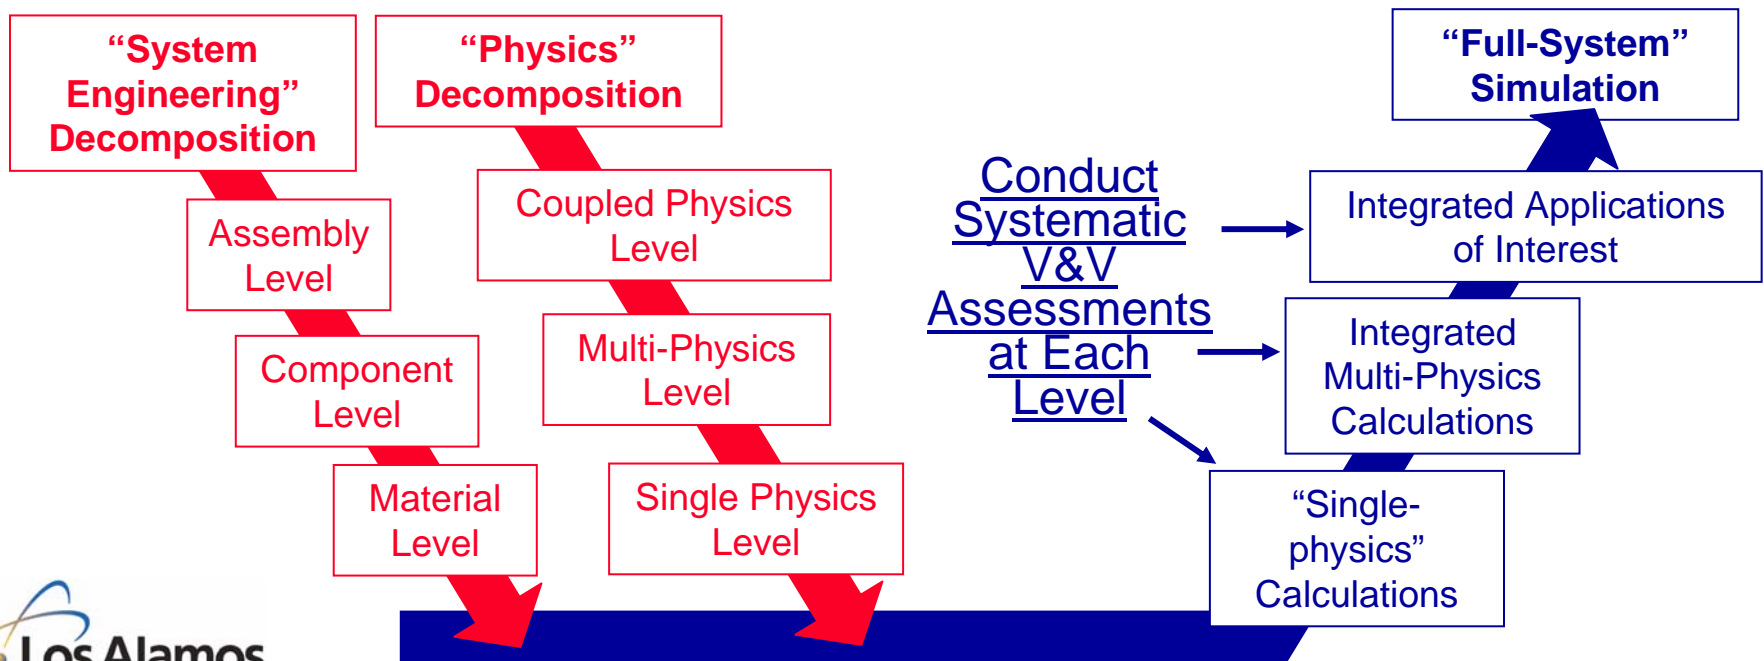 “System
Engineering”
Decomposition
Assembly
Level
Component
Level
Material
Level
“Physics”
Decomposition
Coupled Physics
Level
Multi-Physics
Level
Single Physics
Level
Conduct
Systematic
V&V
Assessments
at Each
Level
“Full-System”
Simulation
Integrated Applications
of Interest
Integrated
Multi-Physics
Calculations
“Single-
physics”
Calculations
Los Alamos